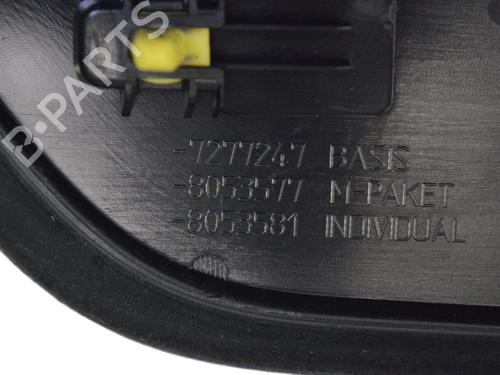 B-PARTS
-7277247 BASIS
-8053577 M-PAKET
-8053581 INDIVIDUAL